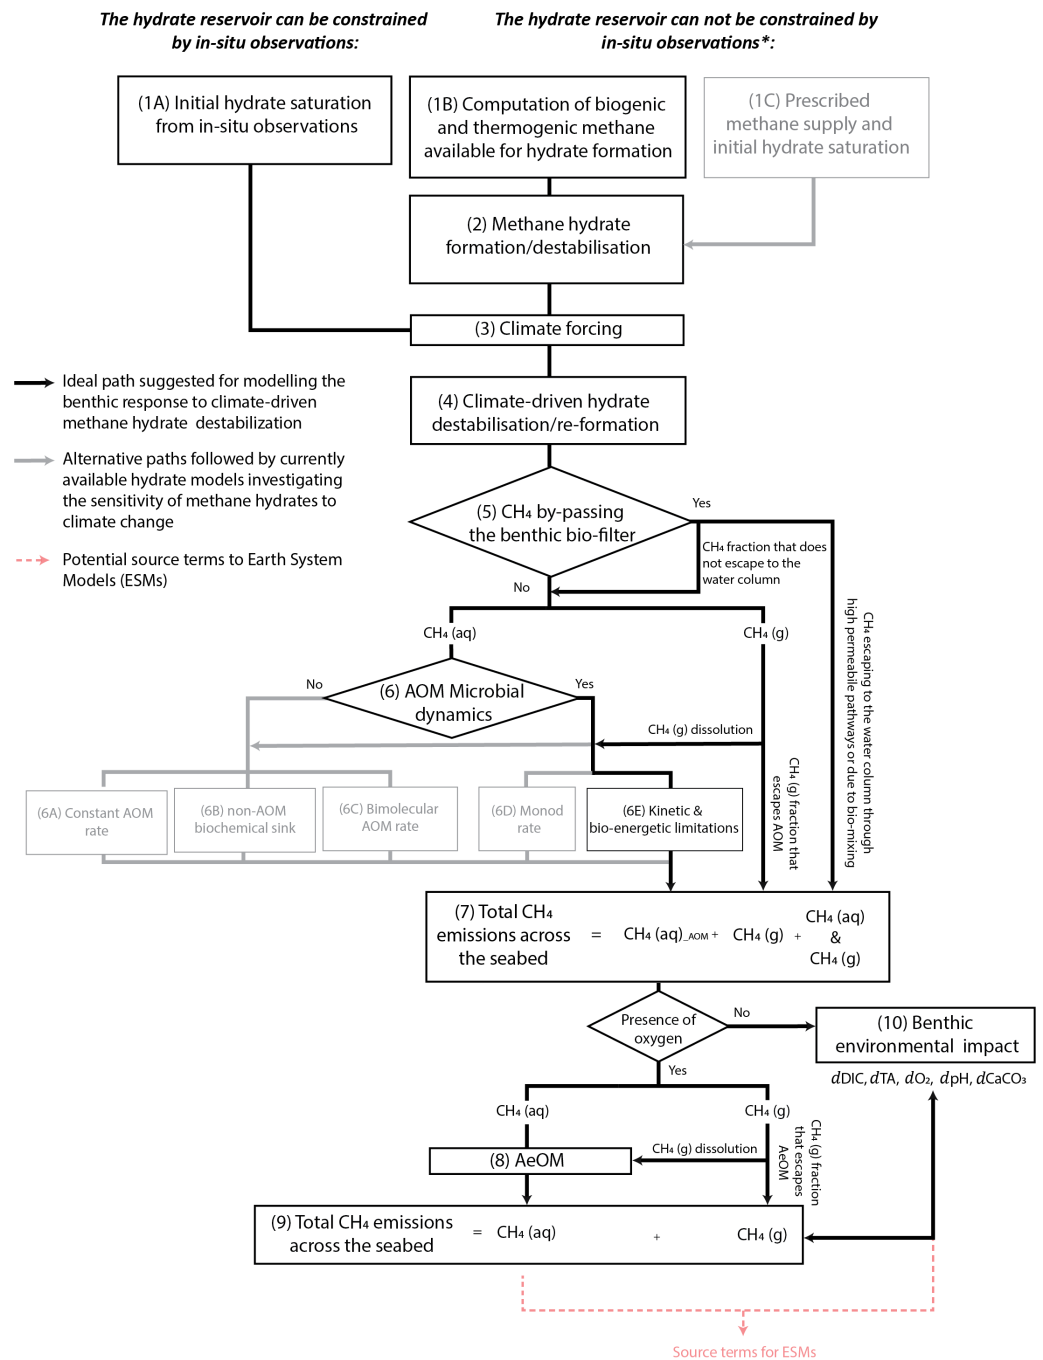 The hydrate reservoir can be constrained
by in-situ observations:
The hydrate reservoir can not be constrained by
in-situ observations*:
(1A) Initial hydrate saturation
from in-situ observations
(1B) Computation of biogenic
and thermogenic methane
available for hydrate formation
(1C) Prescribed
methane supply and
initial hydrate saturation
(2) Methane hydrate
formation/destabilisation
(3) Climate forcing
Ideal path suggested for modelling the
benthic response to climate-driven
methane hydrate destabilization
Alternative paths followed by currently
available hydrate models investigating
the sensitivity of methane hydrates to
climate change
Potential source terms to Earth System
Models (ESMs)
(4) Climate-driven hydrate
destabilisation/re-formation
(5) CH₄ by-passing
the benthic bio-filter
Yes
CH₄ fraction that does
not escape to the
water column
No
CH₄ escaping to the water column through
high permeabile pathways or due to bio-mixing
CH₄ (aq)
CH₄ (g)
(6) AOM Microbial
dynamics
No
Yes
CH₄ (g) dissolution
CH₄ (g) fraction that
escapes AOM
(6A) Constant AOM
rate
(6B) non-AOM
biochemical sink
(6C) Bimolecular
AOM rate
(6D) Monod
rate
(6E) Kinetic &
bio-energetic limitations
(7) Total CH₄
emissions across
the seabed
=
CH₄ (aq)_AOM +
CH₄ (g)
+
CH₄ (aq)
&
CH₄ (g)
Presence of
oxygen
No
Yes
(10) Benthic
environmental impact
dDIC, dTA, dO₂, dpH, dCaCO₃
CH₄ (aq)
CH₄ (g)
CH₄ (g) dissolution
CH₄ (g) fraction
that escapes
AeOM
(8) AeOM
(9) Total CH₄ emissions
across the seabed
=
CH₄ (aq)
+
CH₄ (g)
Source terms for ESMs